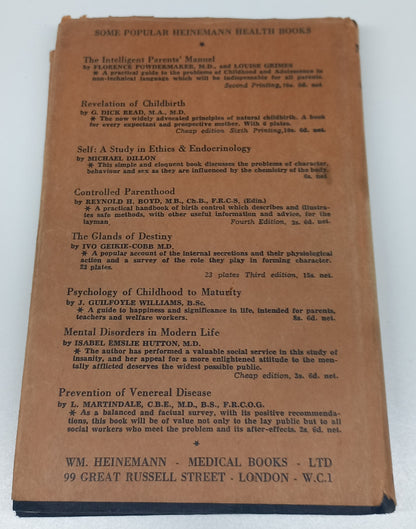 SOME POPULAR HEINEMANN HEALTH BOOKS
*
The Intelligent Parents' Manual
by FLORENCE POWDERMAKER, M.D., and LOUISE GRIMES
* A practical guide to the problems of Childhood and Adolescence in
non-technical language which will be indispensable for all parents.
Second Printing, 10s. 6d. net.
Revelation of Childbirth
by G. DICK READ, M.A., M.D.
* The now widely advocated principles of natural childbirth. A book
for every expectant and prospective mother. With 8 plates.
Cheap edition Sixth Printing, 10s. 6d. net.
Self: A Study in Ethics & Endocrinology
by MICHAEL DILLON
* This simple and eloquent book discusses the problems of character,
behaviour and sex as they are influenced by the chemistry of the body.
6s. net
Controlled Parenthood
by REYNOLD H. BOYD, M.B., Ch.B., F.R.C.S. (Edin.)
* A practical handbook of birth control which describes and illustra-
tes safe methods, with other useful information and advice, for the
layman
Fourth Edition, 3s. 6d. net.
The Glands of Destiny
by IVO GEIKIE-COBB M.D.
* A popular account of the internal secretions and their physiological
action and a survey of the role they play in forming character.
23 plates.
23 plates Third edition, 15s. net.
Psychology of Childhood to Maturity
by J. GUILFOYLE WILLIAMS, B.Sc.
* A guide to happiness and significance in life, intended for parents,
teachers and welfare workers.
8s. 6d. net.
Mental Disorders in Modern Life
by ISABEL EMSLIE HUTTON, M.D.
* The author has performed a valuable social service in this study of
insanity, and her appeal for a more enlightened attitude to the men-
tally afflicted deserves the widest possible public.
Cheap edition, 3s. 6d. net.
Prevention of Venereal Disease
by L. MARTINDALE, C.B.E., M.D., B.S., F.R.C.O.G.
* As a balanced and factual survey, with its positive recommenda-
tions, this book will be of value not only to the lay public but to all
social workers who meet the problem and its after-effects. 2s. 6d. net.
*
WM. HEINEMANN - MEDICAL BOOKS - LTD
99 GREAT RUSSELL STREET - LONDON - W.C.1